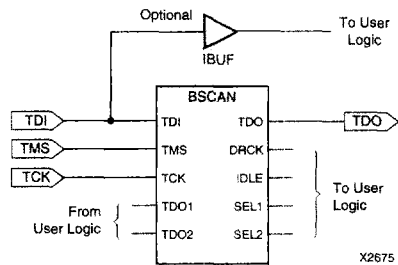 Optional
To User
Logic
IBUF
BSCAN
TDI
TDI
TDO
TDO
TMS
TMS
DRCK
TCK
TCK
IDLE
To User
Logic
From
User Logic
TDO1
SEL1
TDO2
SEL2
X2675